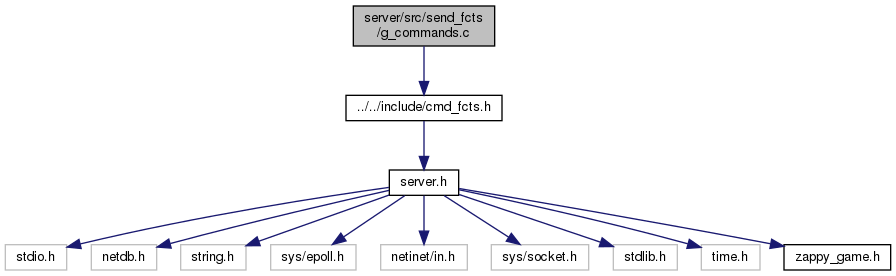 server/src/send_fcts
/g_commands.c
../../include/cmd_fcts.h
server.h
stdio.h
netdb.h
string.h
sys/epoll.h
netinet/in.h
sys/socket.h
stdlib.h
time.h
zappy_game.h